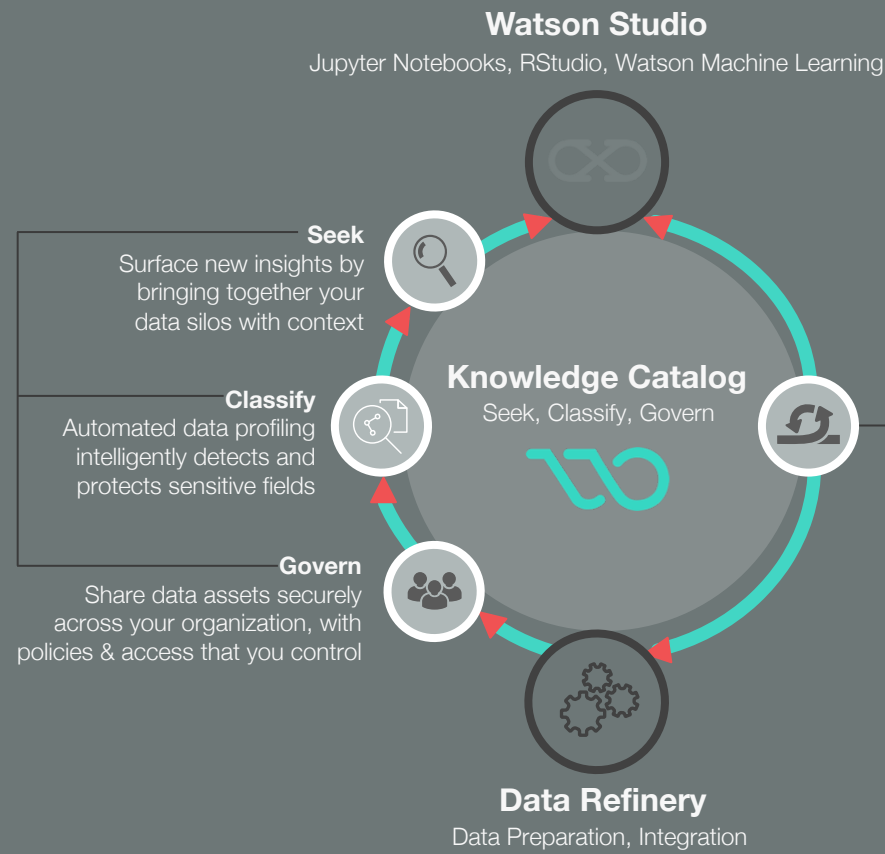 Watson Studio
Jupyter Notebooks, RStudio, Watson Machine Learning
Seek
Surface new insights by
bringing together your
data silos with context
Classify
Automated data profiling
intelligently detects and
protects sensitive fields
Govern
Share data assets securely
across your organization, with
policies & access that you control
Knowledge Catalog
Seek, Classify, Govern
Data Refinery
Data Preparation, Integration